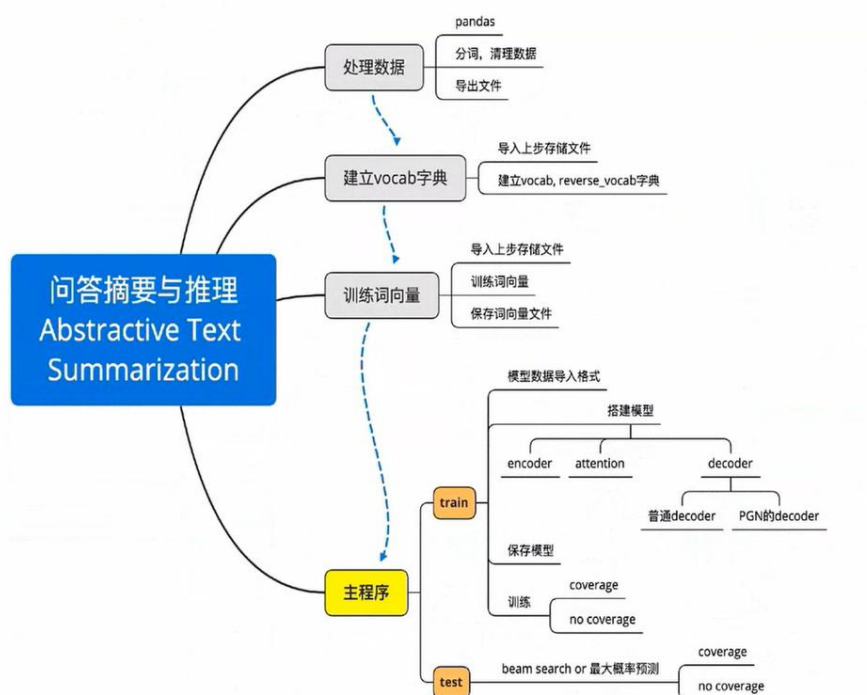 问答摘要与推理
Abstractive Text
Summarization
处理数据
pandas
分词，清理数据
导出文件
建立vocab字典
导入上步存储文件
建立vocab, reverse_vocab字典
训练词向量
导入上步存储文件
训练词向量
保存词向量文件
主程序
train
模型数据导入格式
搭建模型
encoder
attention
decoder
普通decoder
PGN的decoder
保存模型
训练
coverage
no coverage
test
beam search or 最大概率预测
coverage
no coverage